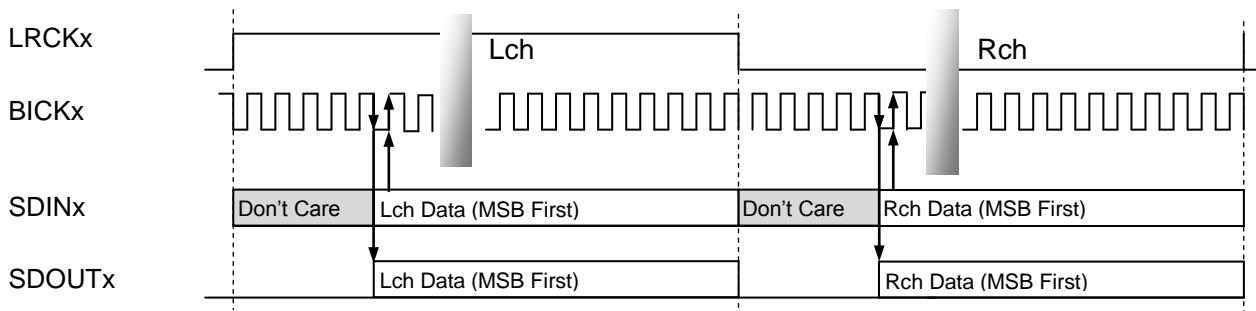 LRCKx
Lch
Rch
BICKx
SDINx
Don't Care
Lch Data (MSB First)
Don't Care
Rch Data (MSB First)
SDOUTx
Lch Data (MSB First)
Rch Data (MSB First)